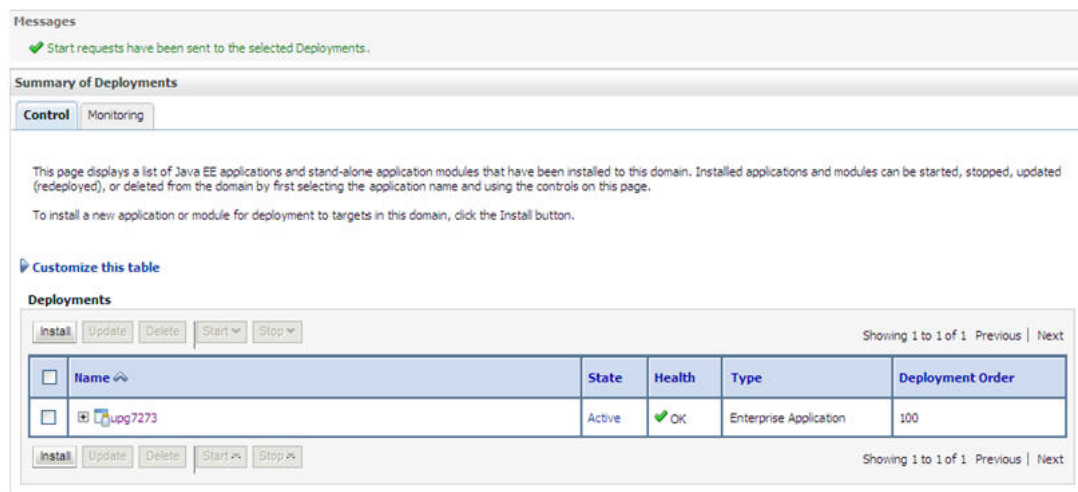 Messages
Start requests have been sent to the selected Deployments.
Summary of Deployments
Control Monitoring
This page displays a list of Java EE applications and stand-alone application modules that have been installed to this domain. Installed applications and modules can be started, stopped, updated
(redeployed), or deleted from the domain by first selecting the application name and using the controls on this page.
To install a new application or module for deployment to targets in this domain, click the Install button.
Customize this table
Deployments
Install Update Delete Start Stop Showing 1 to 1 of 1 Previous | Next
Name State Health Type Deployment Order
upg7273 Active OK Enterprise Application 100
Install Update Delete Start Stop Showing 1 to 1 of 1 Previous | Next